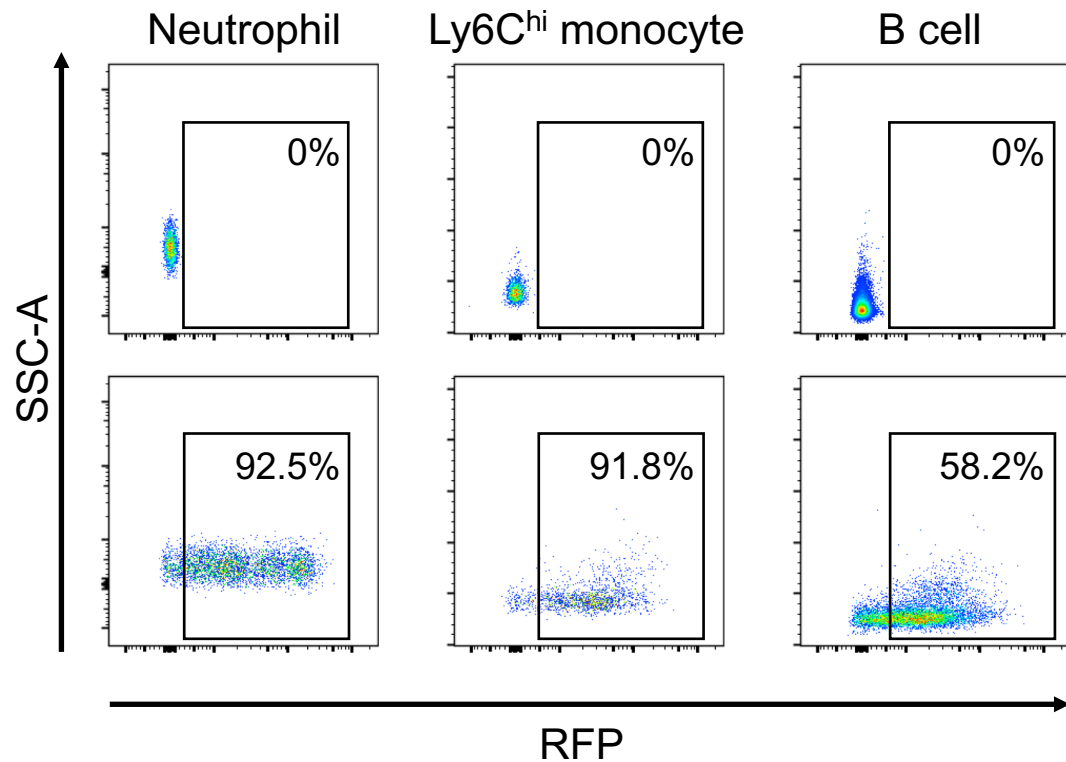 Neutrophil
Ly6Chi monocyte
B cell
0%
0%
0%
SSC-A
92.5%
91.8%
58.2%
RFP